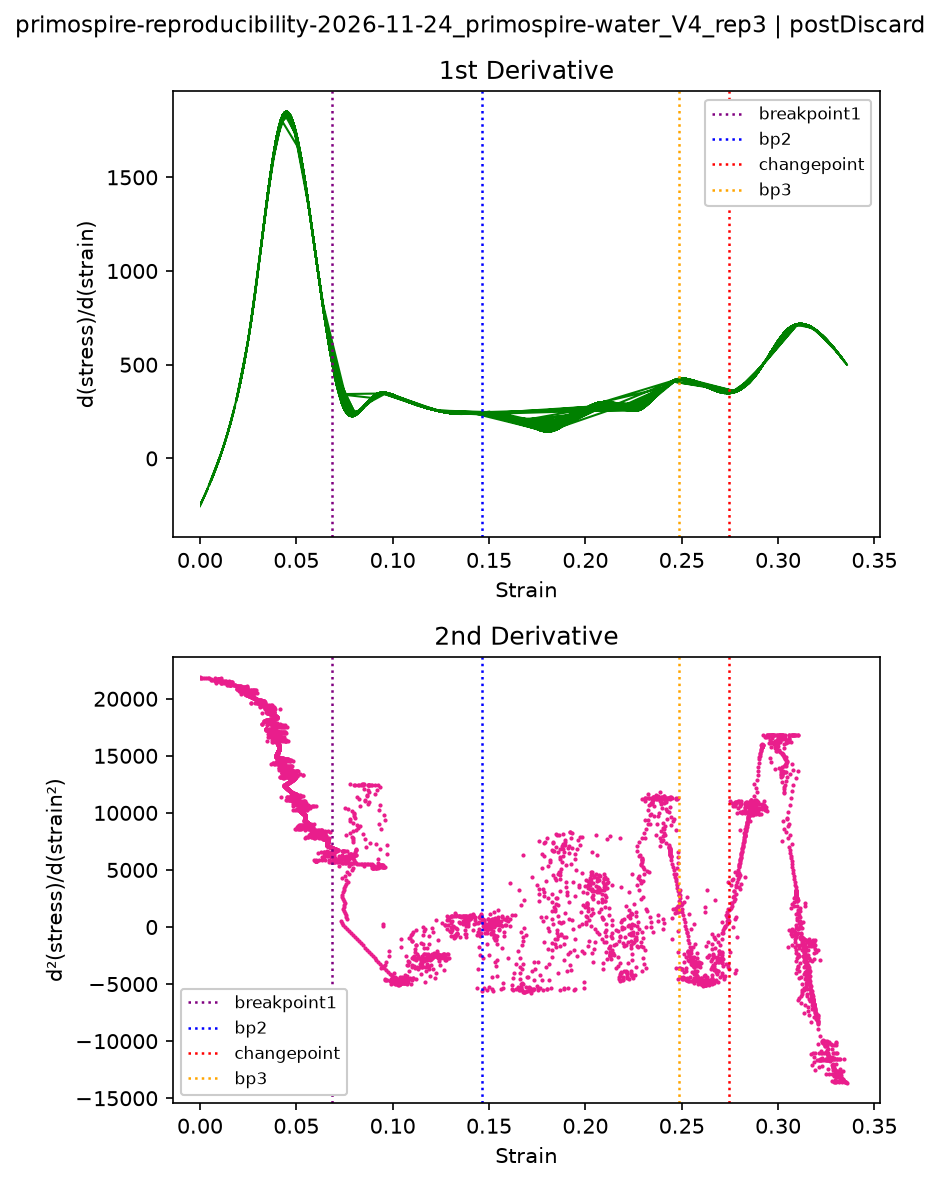 primospire-reproducibility-2026-11-24_primospire-water_V4_rep3 | postDiscard
1st Derivative
d(stress)/d(strain)
1500
1000
500
0
breakpoint1
bp2
changepoint
bp3
0.00 0.05 0.10 0.15 0.20 0.25 0.30 0.35
Strain
2nd Derivative
d²(stress)/d(strain²)
20000
15000
10000
5000
0
−5000
−10000
−15000
breakpoint1
bp2
changepoint
bp3
0.00 0.05 0.10 0.15 0.20 0.25 0.30 0.35
Strain